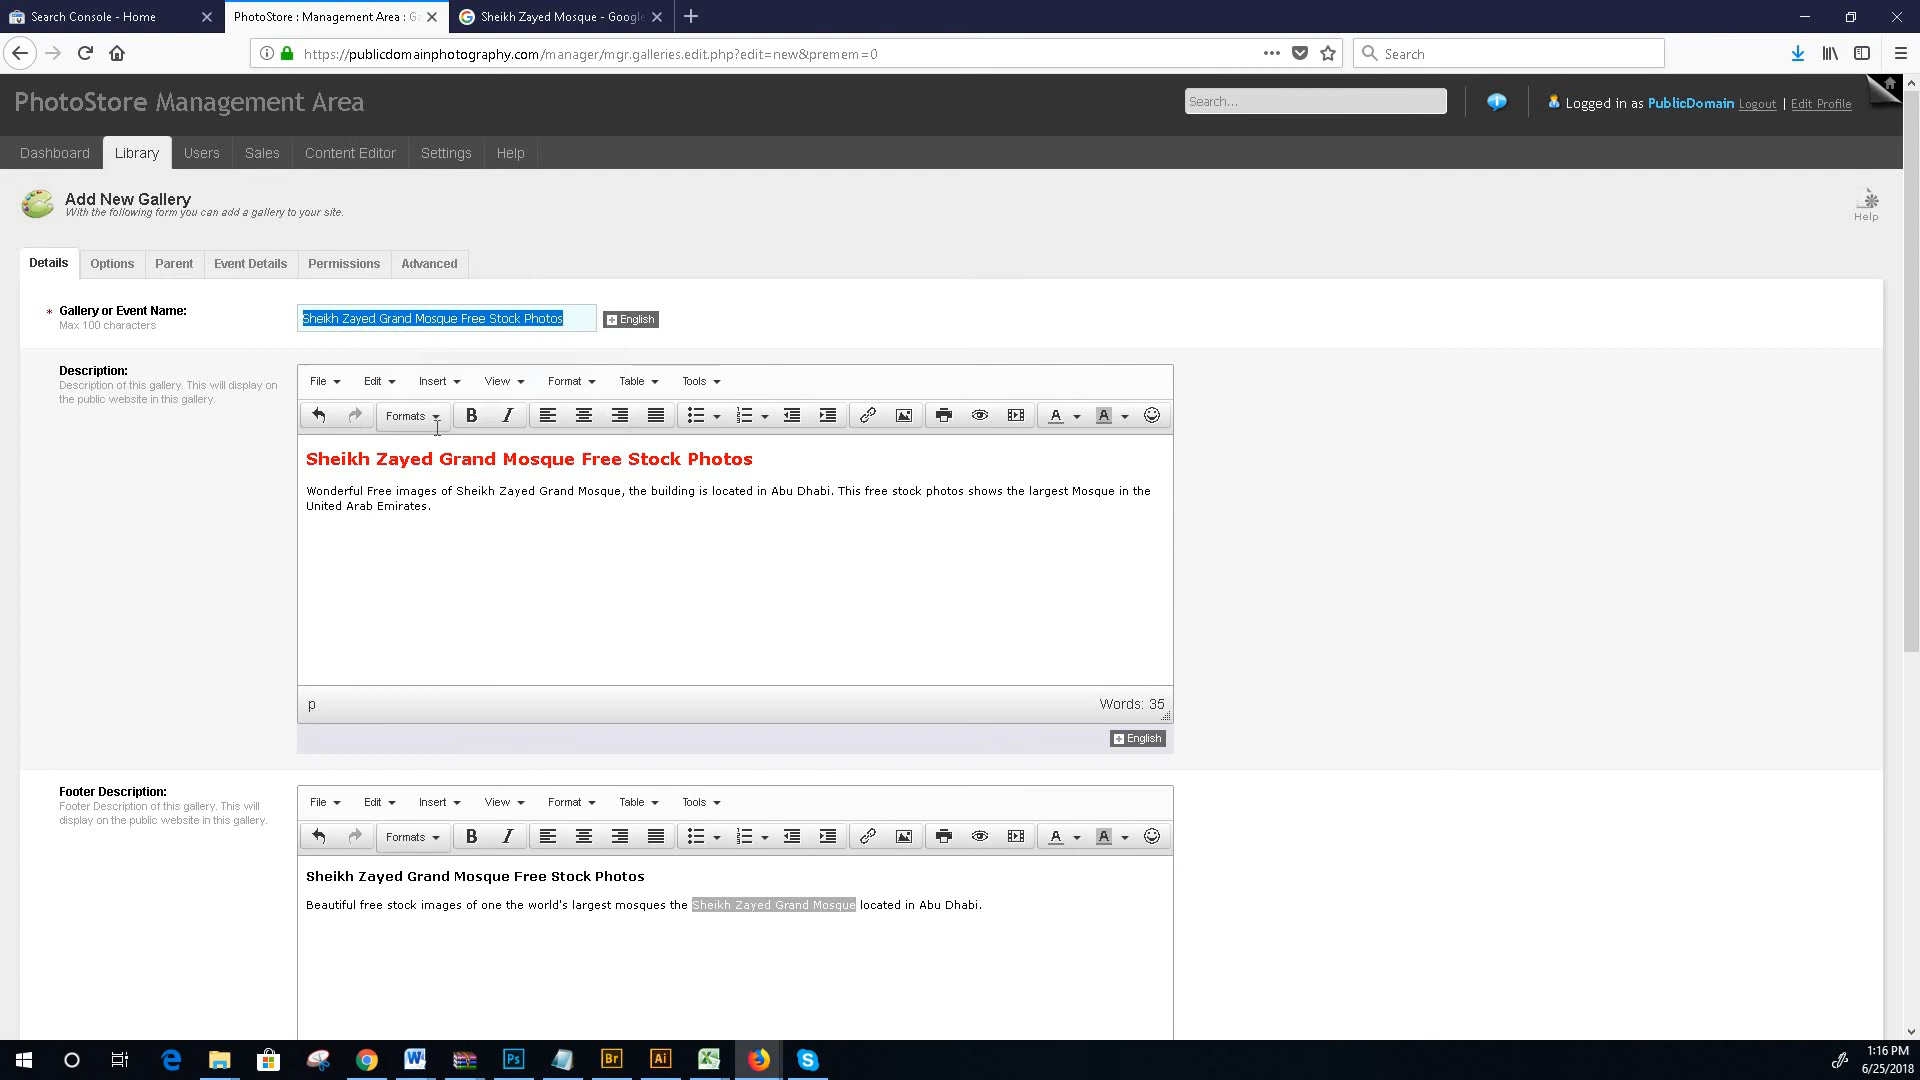 Search Console - Home
PhotoStore : Management Area : G
Sheikh Zayed Mosque - Google
https://publicdomainphotography.com/manager/mgr.galleries.edit.php?edit=new&premem=0
Search
PhotoStore Management Area
Search...
Logged in as PublicDomain Logout | Edit Profile
Dashboard
Library
Users
Sales
Content Editor
Settings
Help
Add New Gallery
With the following form you can add a gallery to your site.
Help
Details
Options
Parent
Event Details
Permissions
Advanced
* Gallery or Event Name:
Max 100 characters
Sheikh Zayed Grand Mosque Free Stock Photos
English
Description:
Description of this gallery. This will display on
the public website in this gallery.
File Edit Insert View Format Table Tools
Formats B I A A
Sheikh Zayed Grand Mosque Free Stock Photos
Wonderful Free images of Sheikh Zayed Grand Mosque, the building is located in Abu Dhabi. This free stock photos shows the largest Mosque in the
United Arab Emirates.
p
Words: 35
English
Footer Description:
Footer Description of this gallery. This will
display on the public website in this gallery.
File Edit Insert View Format Table Tools
Formats B I A A
Sheikh Zayed Grand Mosque Free Stock Photos
Beautiful free stock images of one the world's largest mosques the Sheikh Zayed Grand Mosque located in Abu Dhabi.
Ps
Br
Ai
1:16 PM
6/25/2018